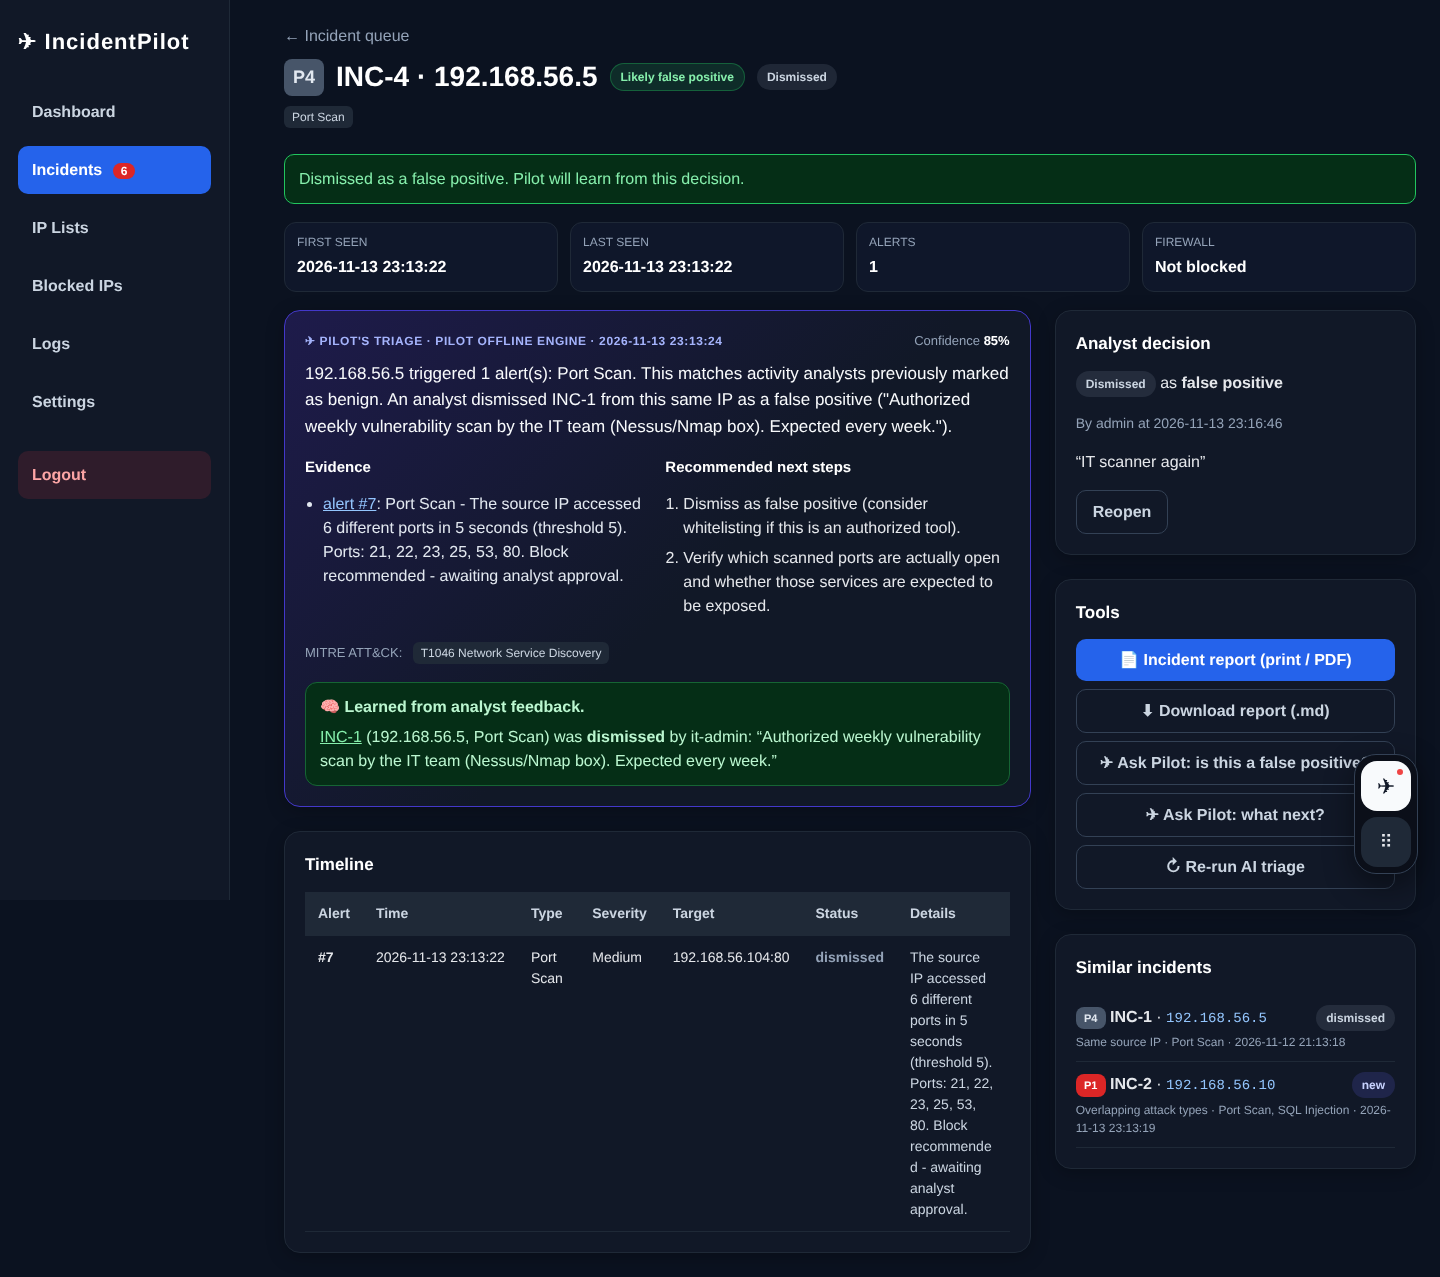 ✈ IncidentPilot
Dashboard
Incidents 6
IP Lists
Blocked IPs
Logs
Settings
Logout
← Incident queue
P4 INC-4 · 192.168.56.5 Likely false positive Dismissed
Port Scan
Dismissed as a false positive. Pilot will learn from this decision.
FIRST SEEN
2026-11-13 23:13:22
LAST SEEN
2026-11-13 23:13:22
ALERTS
1
FIREWALL
Not blocked
✈ PILOT'S TRIAGE · PILOT OFFLINE ENGINE · 2026-11-13 23:13:24 Confidence 85%
192.168.56.5 triggered 1 alert(s): Port Scan. This matches activity analysts previously marked
as benign. An analyst dismissed INC-1 from this same IP as a false positive ("Authorized
weekly vulnerability scan by the IT team (Nessus/Nmap box). Expected every week.").
Evidence
• alert #7: Port Scan - The source IP accessed
6 different ports in 5 seconds (threshold 5).
Ports: 21, 22, 23, 25, 53, 80. Block
recommended - awaiting analyst approval.
Recommended next steps
1. Dismiss as false positive (consider
whitelisting if this is an authorized tool).
2. Verify which scanned ports are actually open
and whether those services are expected to
be exposed.
MITRE ATT&CK: T1046 Network Service Discovery
🧠 Learned from analyst feedback.
INC-1 (192.168.56.5, Port Scan) was dismissed by it-admin: “Authorized weekly vulnerability
scan by the IT team (Nessus/Nmap box). Expected every week.”
Timeline
Alert Time Type Severity Target Status Details
#7 2026-11-13 23:13:22 Port Medium 192.168.56.104:80 dismissed The source
Scan IP accessed
6 different
ports in 5
seconds
(threshold 5).
Ports: 21, 22,
23, 25, 53,
80. Block
recommende
d - awaiting
analyst
approval.
Analyst decision
Dismissed as false positive
By admin at 2026-11-13 23:16:46
“IT scanner again”
Reopen
Tools
📄 Incident report (print / PDF)
⬇ Download report (.md)
✈ Ask Pilot: is this a false positive
✈ Ask Pilot: what next?
↻ Re-run AI triage
Similar incidents
P4 INC-1 · 192.168.56.5 dismissed
Same source IP · Port Scan · 2026-11-12 21:13:18
P1 INC-2 · 192.168.56.10 new
Overlapping attack types · Port Scan, SQL Injection · 2026-
11-13 23:13:19